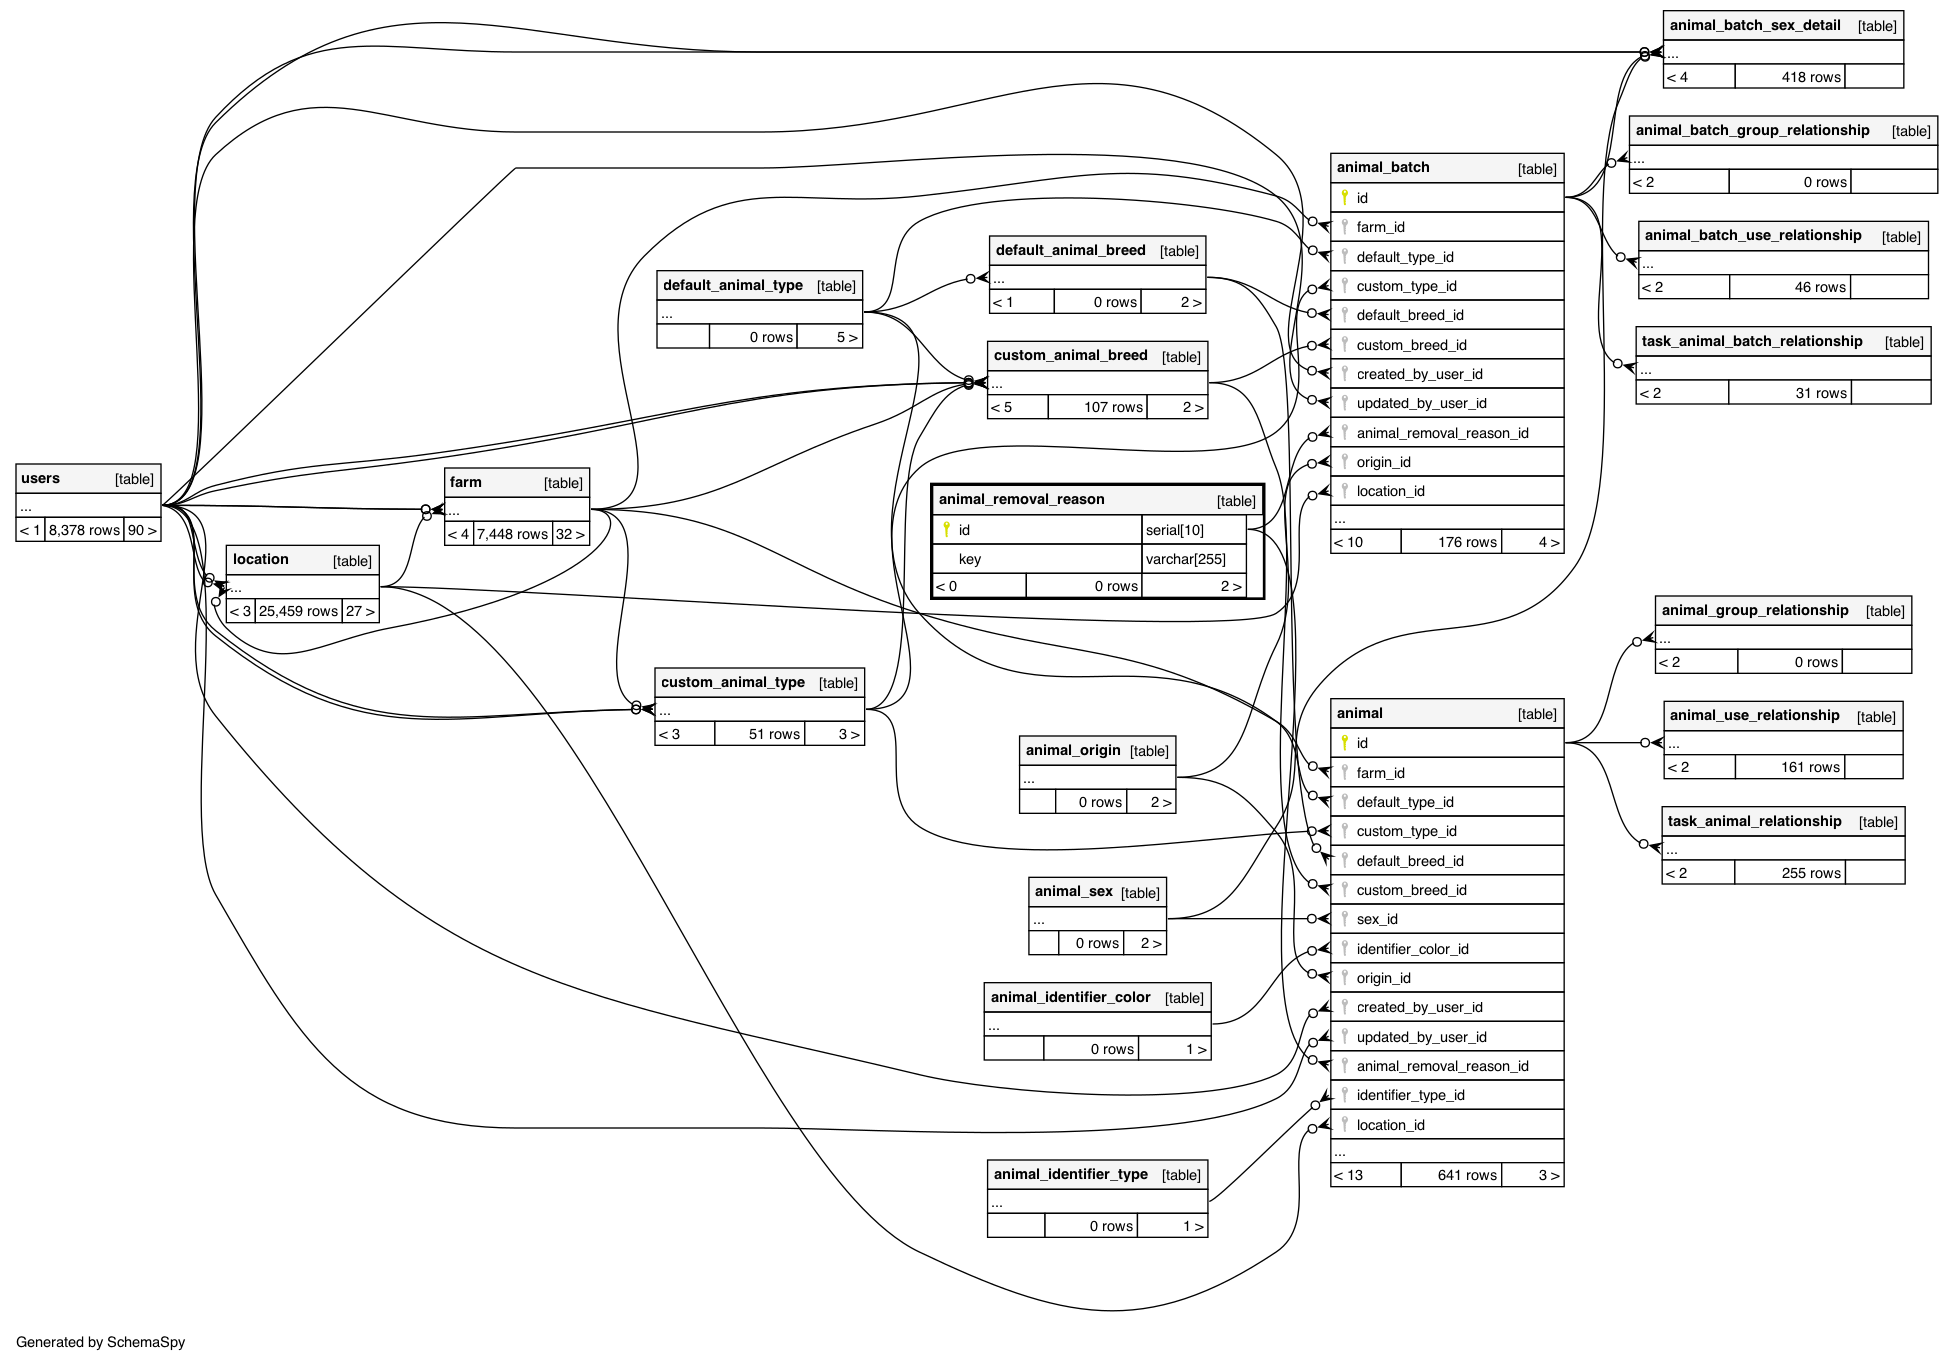 animal_batch_sex_detail [table]
...
< 4 418 rows
animal_batch_group_relationship [table]
...
< 2 0 rows
animal_batch_use_relationship [table]
...
< 2 46 rows
task_animal_batch_relationship [table]
...
< 2 31 rows
animal_batch [table]
id
farm_id
default_type_id
custom_type_id
default_breed_id
custom_breed_id
created_by_user_id
updated_by_user_id
animal_removal_reason_id
origin_id
location_id
...
< 10 176 rows 4 >
default_animal_breed [table]
...
< 1 0 rows 2 >
default_animal_type [table]
...
0 rows 5 >
custom_animal_breed [table]
...
< 5 107 rows 2 >
users [table]
...
< 1 8,378 rows 90 >
farm [table]
...
< 4 7,448 rows 32 >
location [table]
...
< 3 25,459 rows 27 >
animal_removal_reason [table]
id serial[10]
key varchar[255]
< 0 0 rows 2 >
custom_animal_type [table]
...
< 3 51 rows 3 >
animal_origin [table]
...
0 rows 2 >
animal_sex [table]
...
0 rows 2 >
animal_identifier_color [table]
...
0 rows 1 >
animal_identifier_type [table]
...
0 rows 1 >
animal [table]
id
farm_id
default_type_id
custom_type_id
default_breed_id
custom_breed_id
sex_id
identifier_color_id
origin_id
created_by_user_id
updated_by_user_id
animal_removal_reason_id
identifier_type_id
location_id
...
< 13 641 rows 3 >
animal_group_relationship [table]
...
< 2 0 rows
animal_use_relationship [table]
...
< 2 161 rows
task_animal_relationship [table]
...
< 2 255 rows
Generated by SchemaSpy